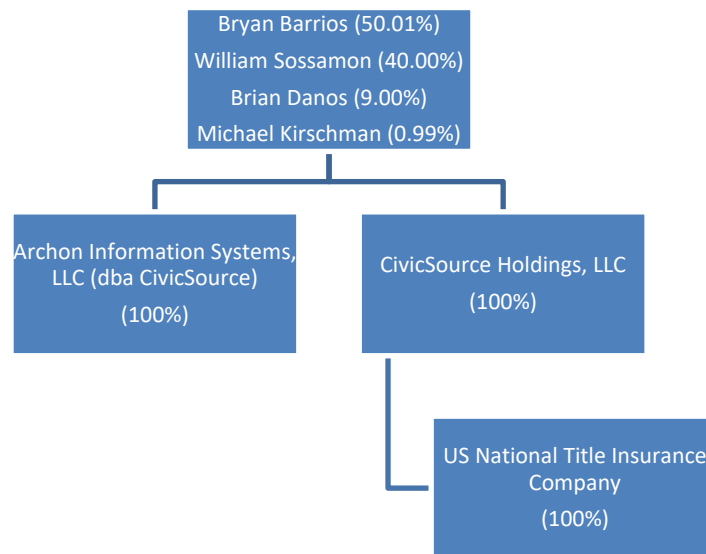 Bryan Barrios (50.01%)
William Sossamon (40.00%)
Brian Danos (9.00%)
Michael Kirschman (0.99%)
Archon Information Systems,
LLC (dba CivicSource)
(100%)
CivicSource Holdings, LLC
(100%)
US National Title Insurance
Company
(100%)